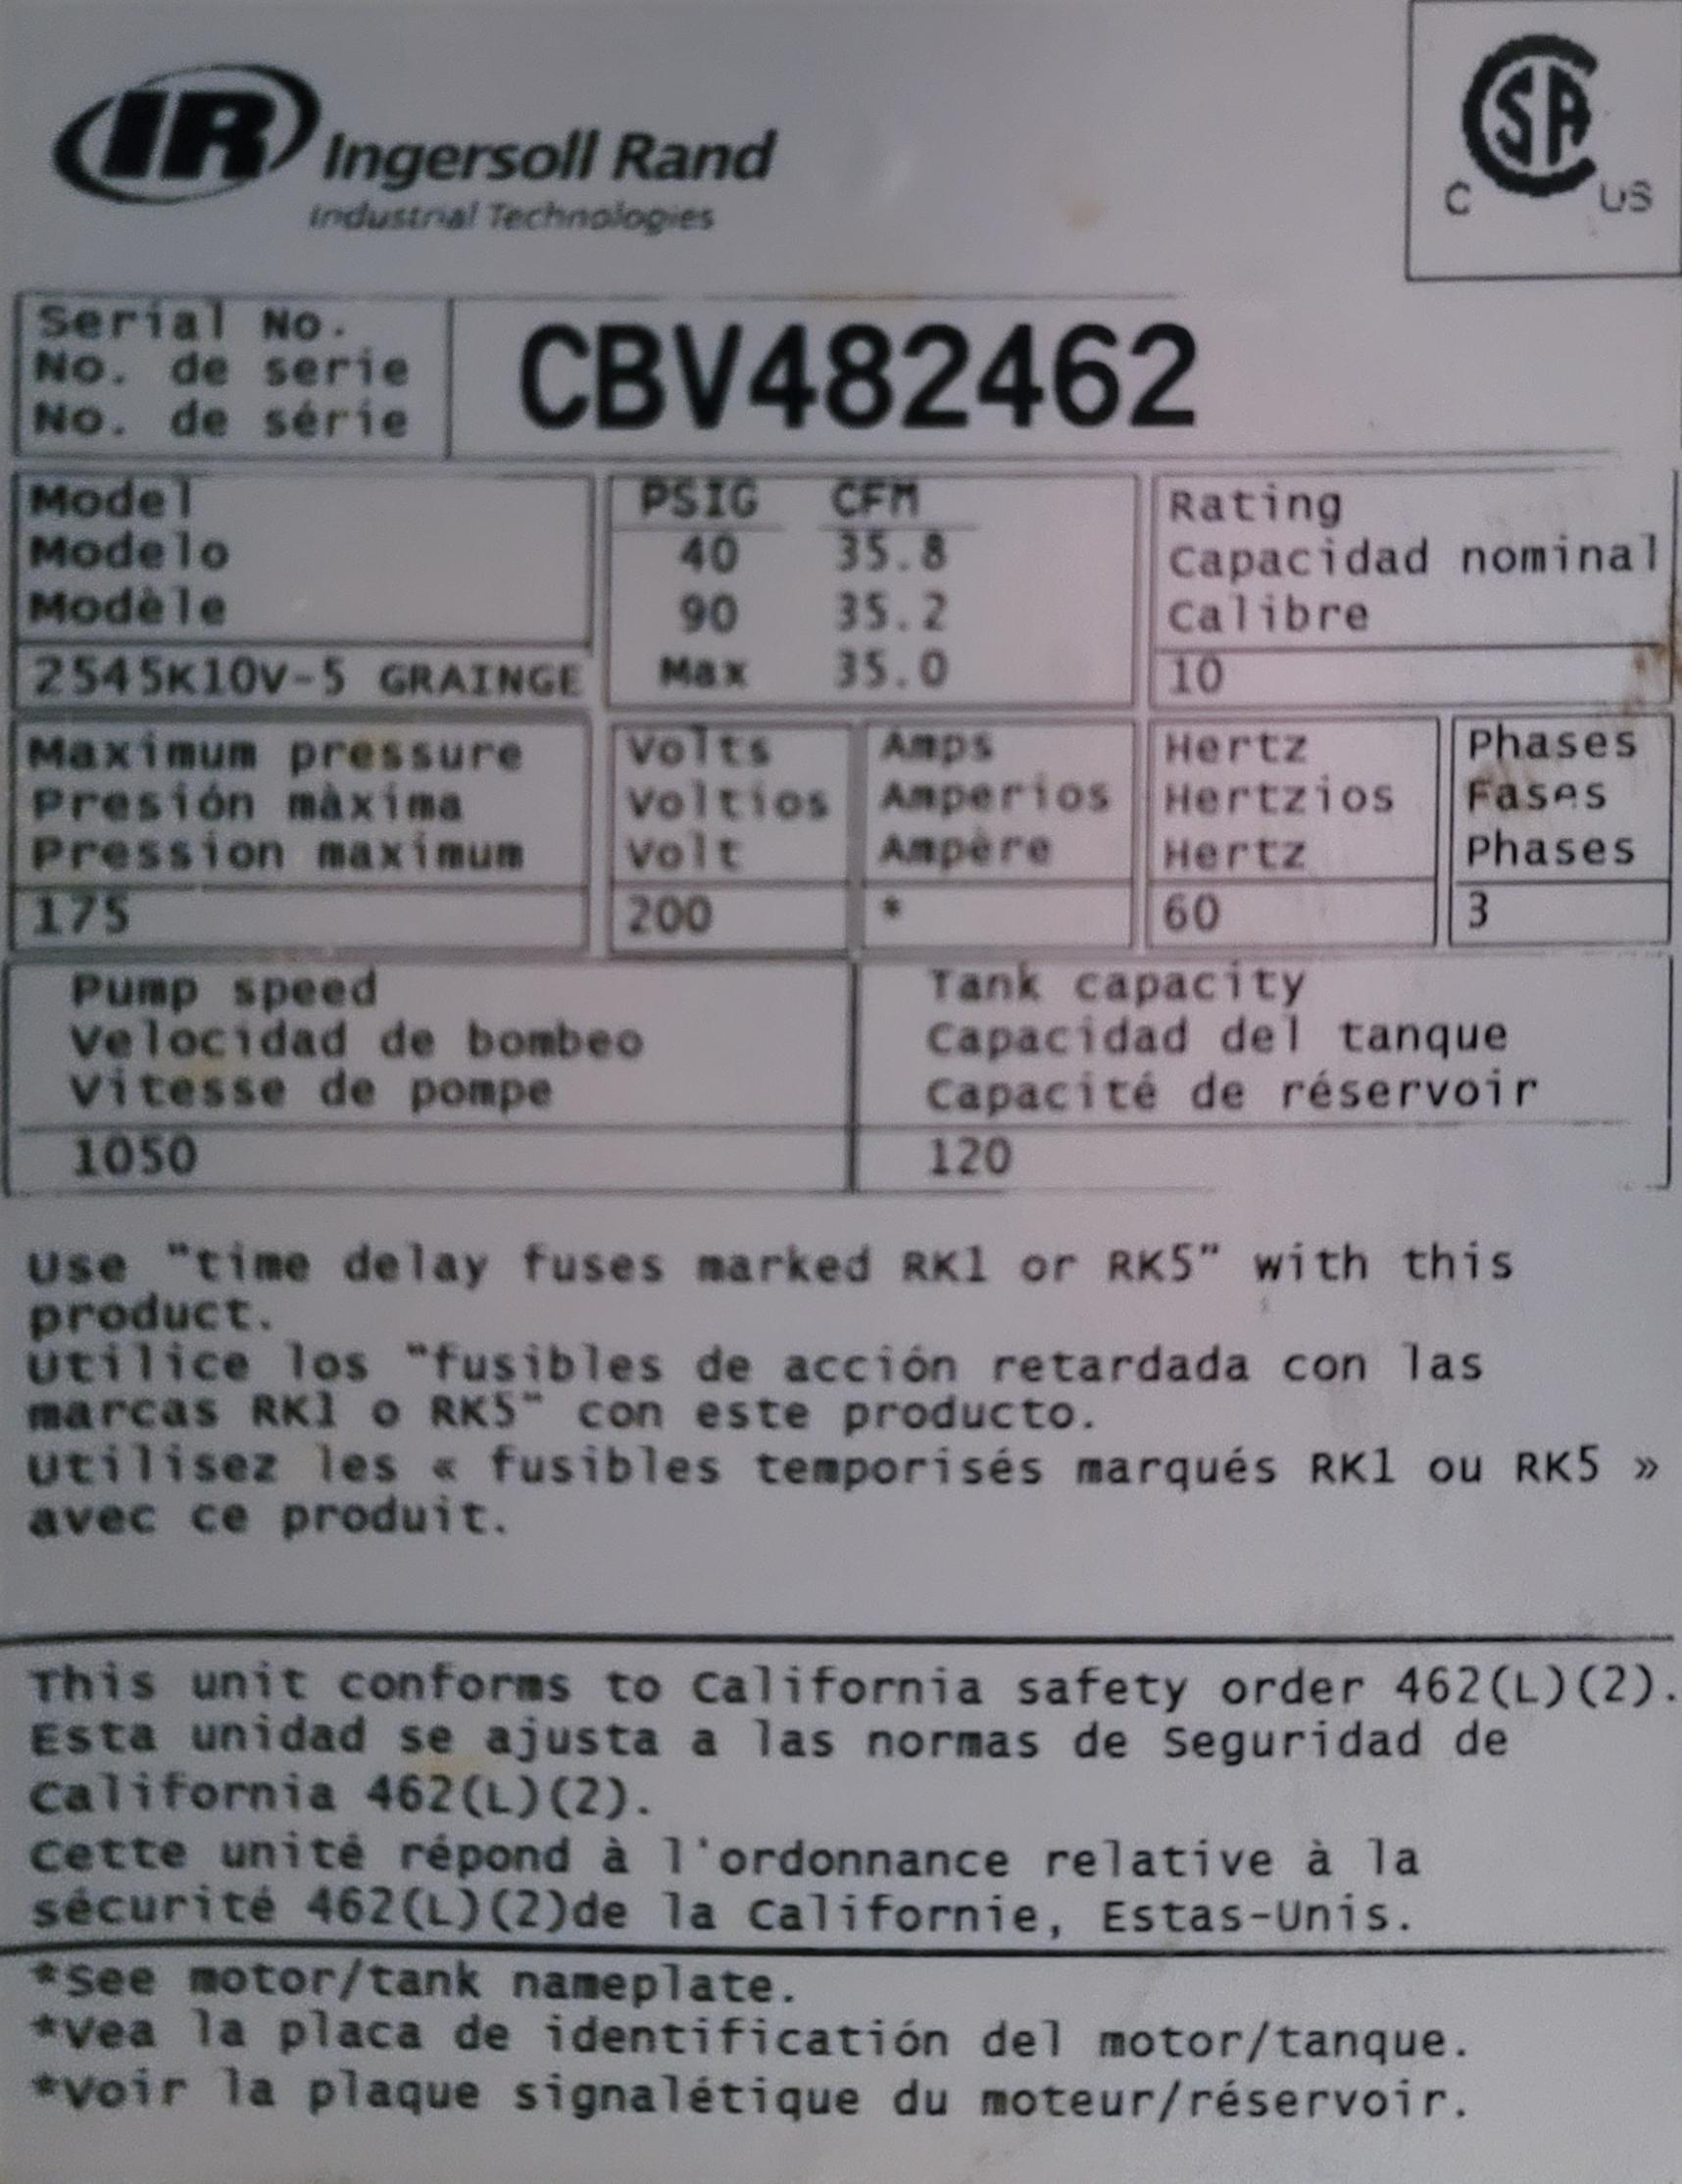 IR Ingersoll Rand
Industrial Technologies
CSA
C US
Serial No.
No. de serie
No. de série
CBV482462
Model
Modelo
Modèle
2545K10V-5 GRAINGE
PSIG CFM
40 35.8
90 35.2
Max 35.0
Rating
Capacidad nominal
Calibre
10
Maximum pressure
Presión màxima
Pression maximum
175
Volts
Voltios
Volt
200
Amps
Amperios
Ampère
*
Hertz
Hertzios
Hertz
60
Phases
Fases
Phases
3
Pump speed
Velocidad de bombeo
Vitesse de pompe
1050
Tank capacity
Capacidad del tanque
Capacité de réservoir
120
Use "time delay fuses marked RK1 or RK5" with this
product.
Utilice los "fusibles de acción retardada con las
marcas RK1 o RK5" con este producto.
Utilisez les « fusibles temporisés marqués RK1 ou RK5 »
avec ce produit.
This unit conforms to California safety order 462(L)(2).
Esta unidad se ajusta a las normas de Seguridad de
California 462(L)(2).
Cette unité répond à l'ordonnance relative à la
sécurité 462(L)(2)de la Californie, Estas-Unis.
*See motor/tank nameplate.
*Vea la placa de identificación del motor/tanque.
*Voir la plaque signalétique du moteur/réservoir.